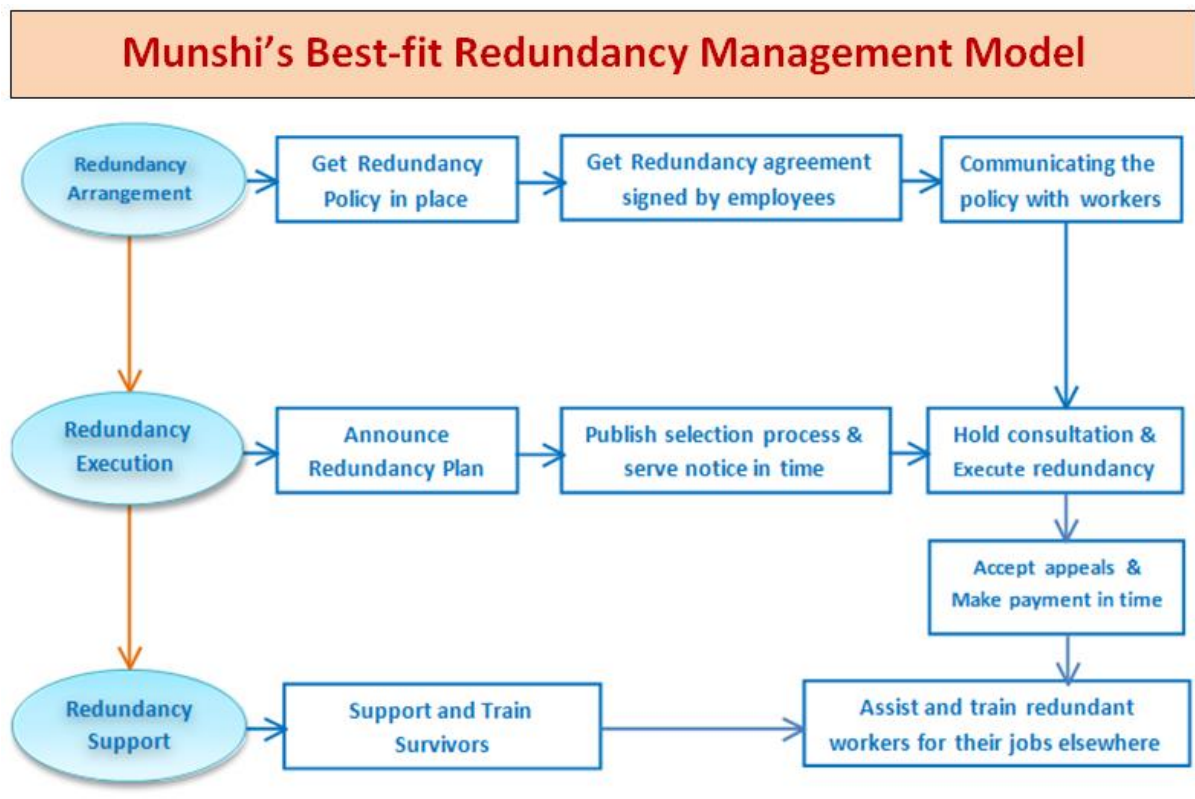 Munshi's Best-fit Redundancy Management Model
Redundancy
Arrangement
Get Redundancy
Policy in place
Get Redundancy agreement
signed by employees
Communicating the
policy with workers
Redundancy
Execution
Announce
Redundancy Plan
Publish selection process &
serve notice in time
Hold consultation &
Execute redundancy
Accept appeals &
Make payment in time
Redundancy
Support
Support and Train
Survivors
Assist and train redundant
workers for their jobs elsewhere